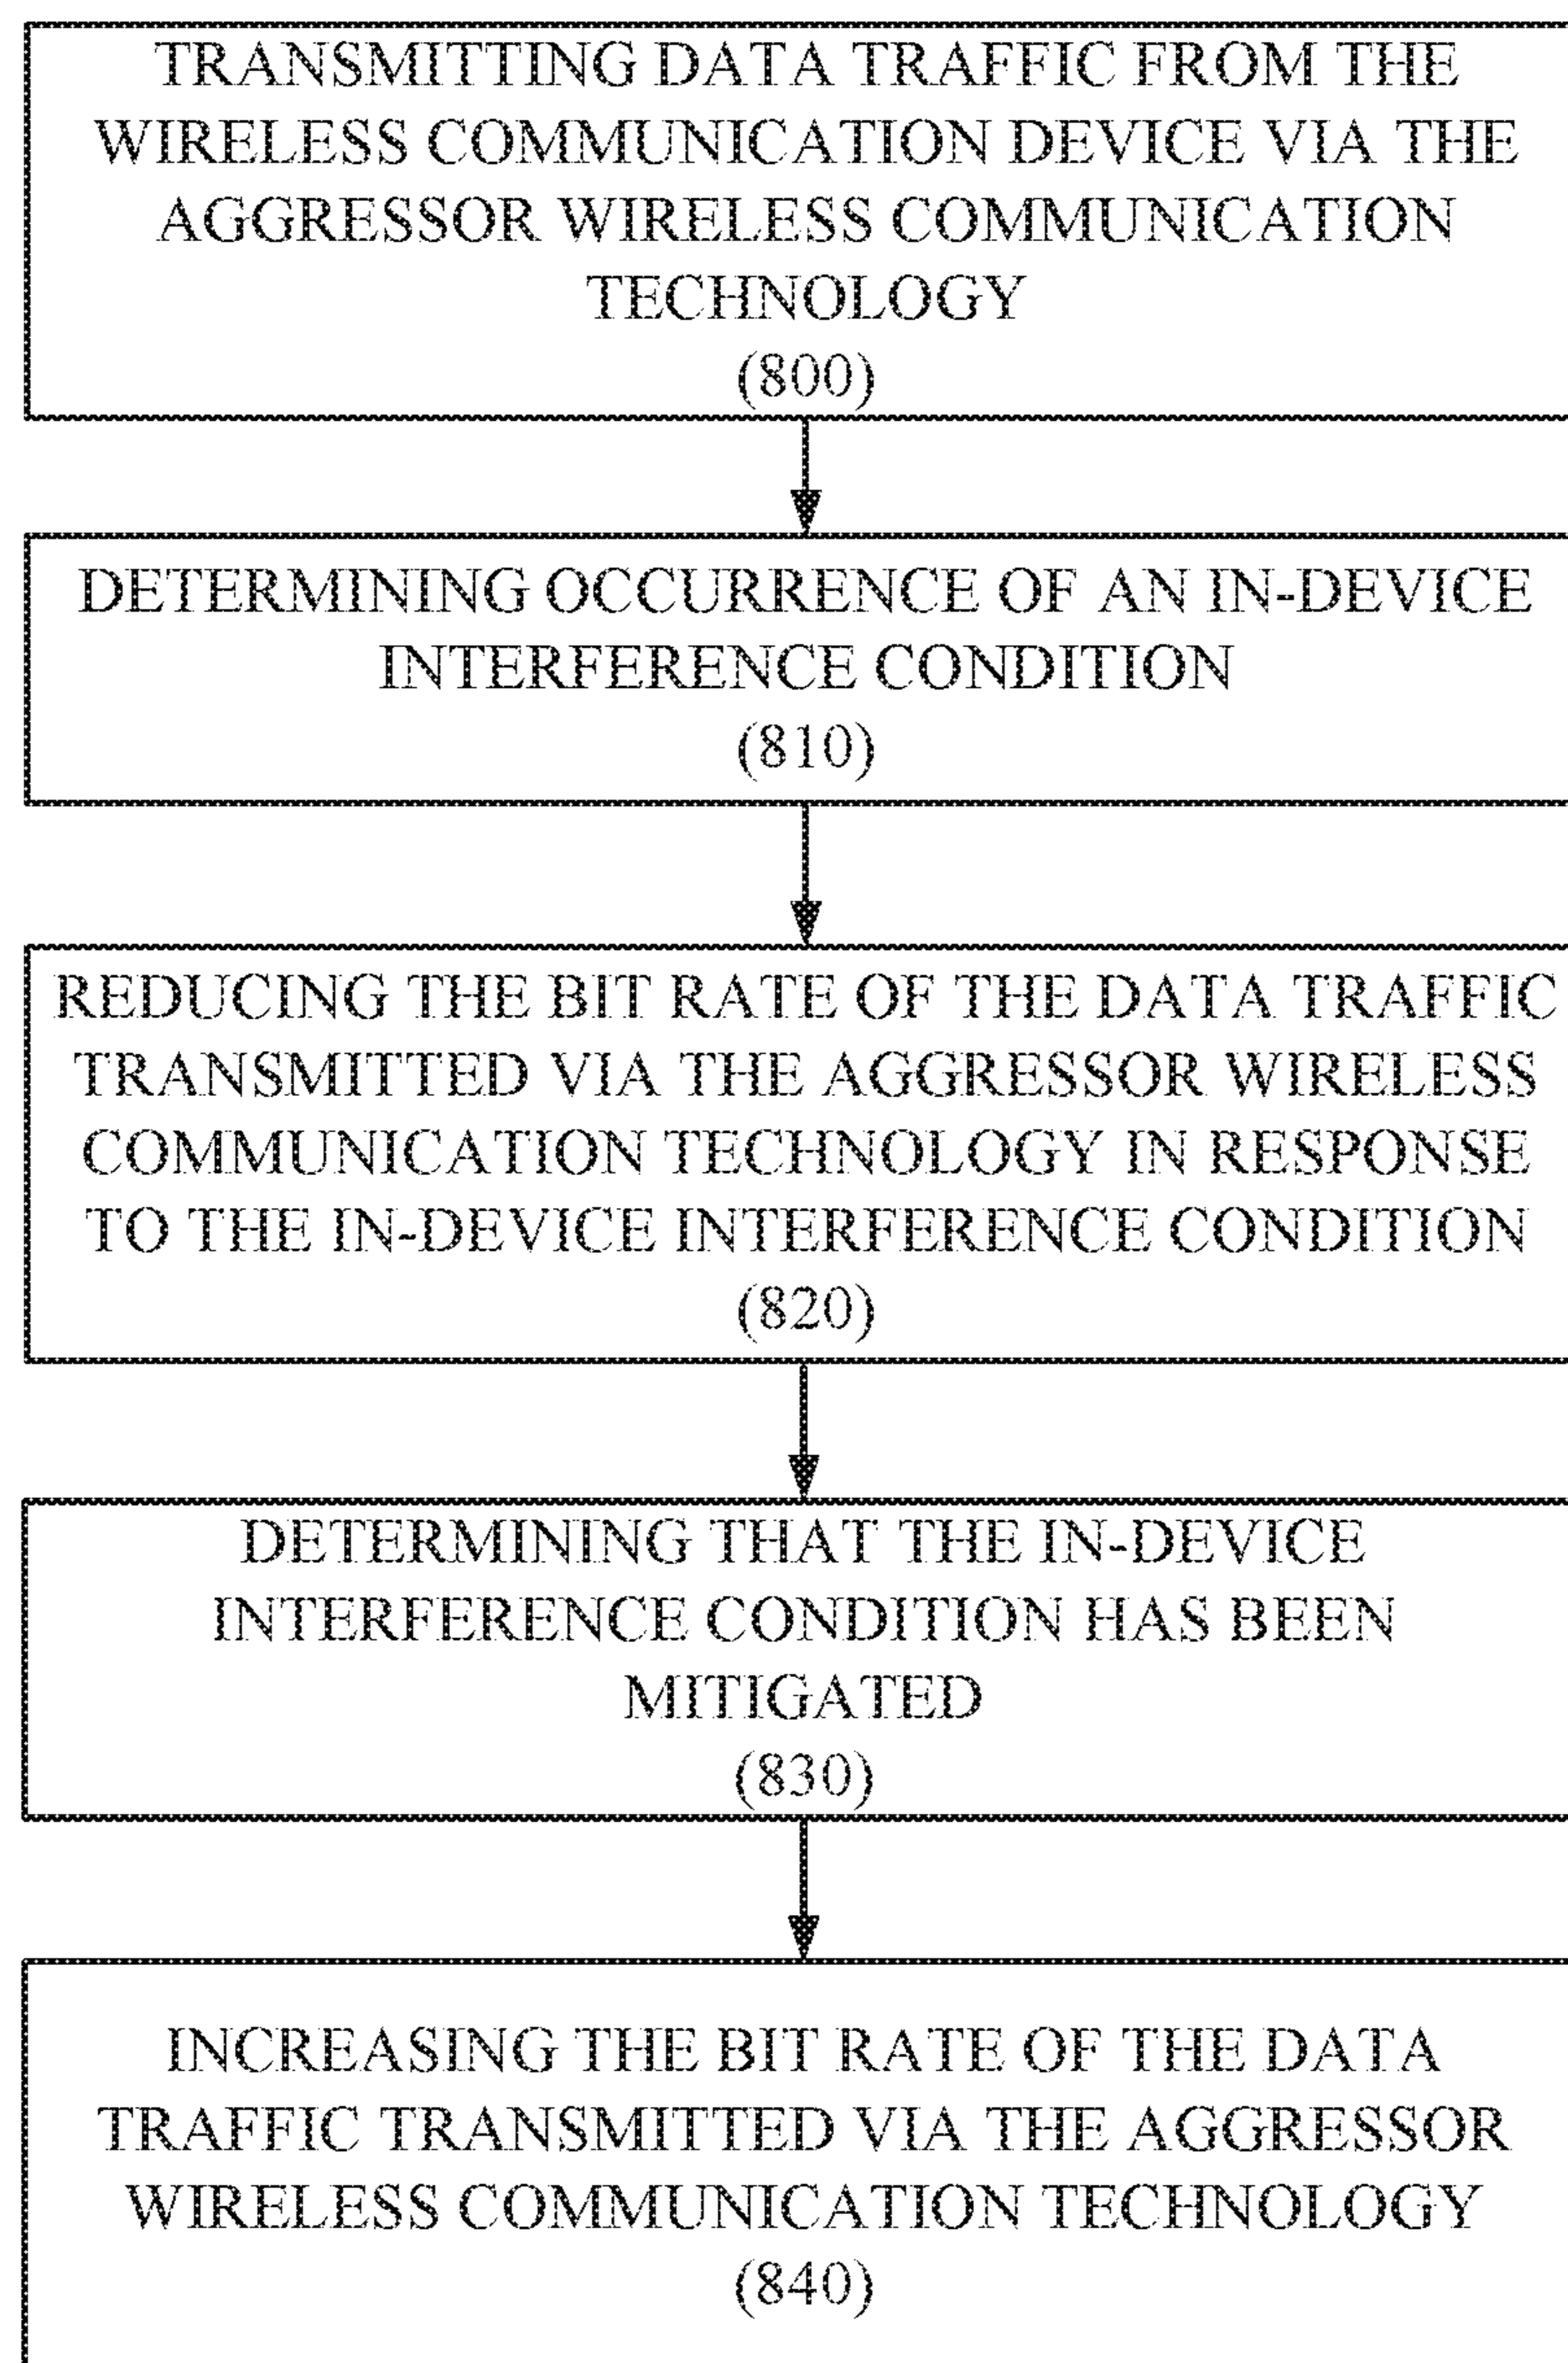 TRANSMITTING DATA TRAFFIC FROM THE
WIRELESS COMMUNICATION DEVICE VIA THE
AGGRESSOR WIRELESS COMMUNICATION
TECHNOLOGY
(800)
DETERMINING OCCURRENCE OF AN IN-DEVICE
INTERFERENCE CONDITION
(810)
REDUCING THE BIT RATE OF THE DATA TRAFFIC
TRANSMITTED VIA THE AGGRESSOR WIRELESS
COMMUNICATION TECHNOLOGY IN RESPONSE
TO THE IN-DEVICE INTERFERENCE CONDITION
(820)
DETERMINING THAT THE IN-DEVICE
INTERFERENCE CONDITION HAS BEEN
MITIGATED
(830)
INCREASING THE BIT RATE OF THE DATA
TRAFFIC TRANSMITTED VIA THE AGGRESSOR
WIRELESS COMMUNICATION TECHNOLOGY
(840)